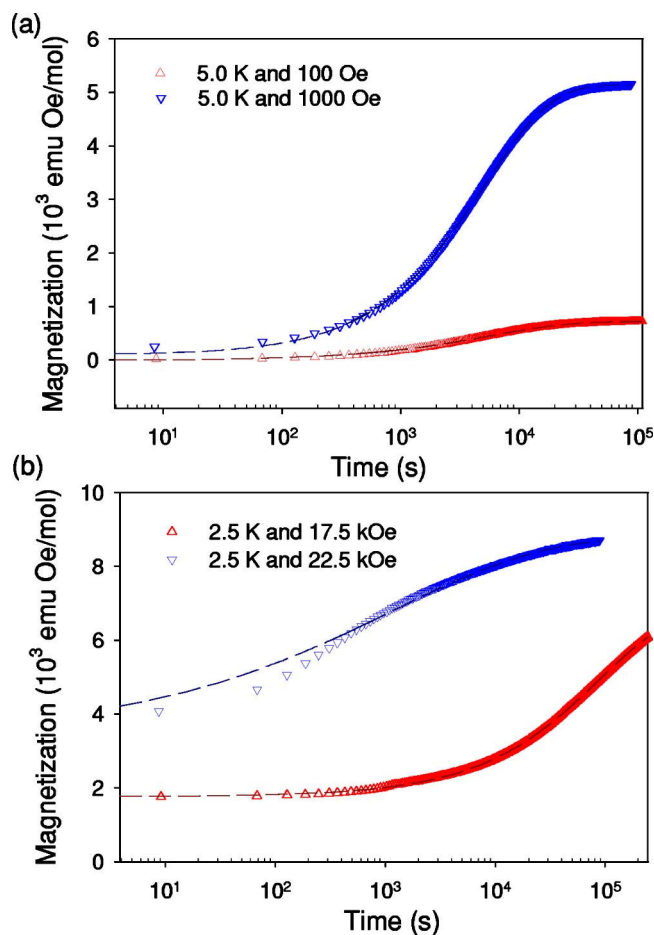 (a)
6
5
4
3
2
1
0
Magnetization (10³ emu Oe/mol)
5.0 K and 100 Oe
5.0 K and 1000 Oe
10¹ 10² 10³ 10⁴ 10⁵
Time (s)
(b)
10
8
6
4
2
0
Magnetization (10³ emu Oe/mol)
2.5 K and 17.5 kOe
2.5 K and 22.5 kOe
10¹ 10² 10³ 10⁴ 10⁵
Time (s)